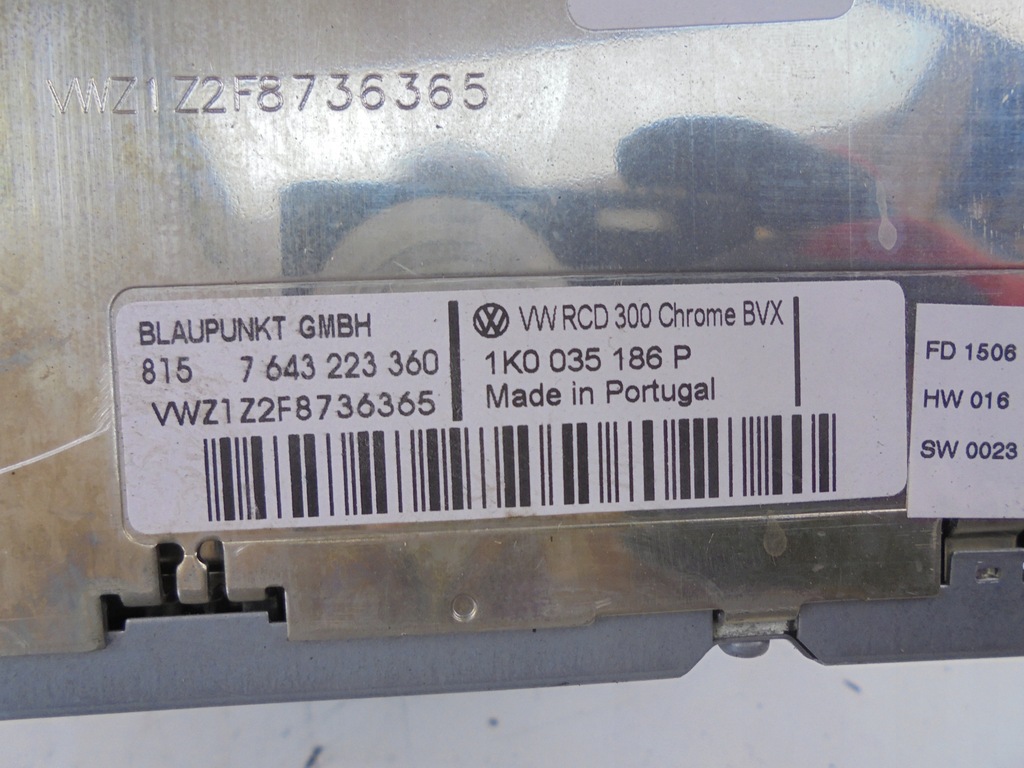 VWZ1Z2F8736365
BLAUPUNKT GMBH
815 7 643 223 360
VWZ1Z2F8736365
VW RCD 300 Chrome BVX
1K0 035 186 P
Made in Portugal
FD 1506
HW 016
SW 0023